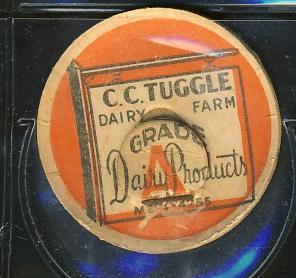 C.C. TUGGLE
DAIRY FARM
GRADE
A
Dairy Products